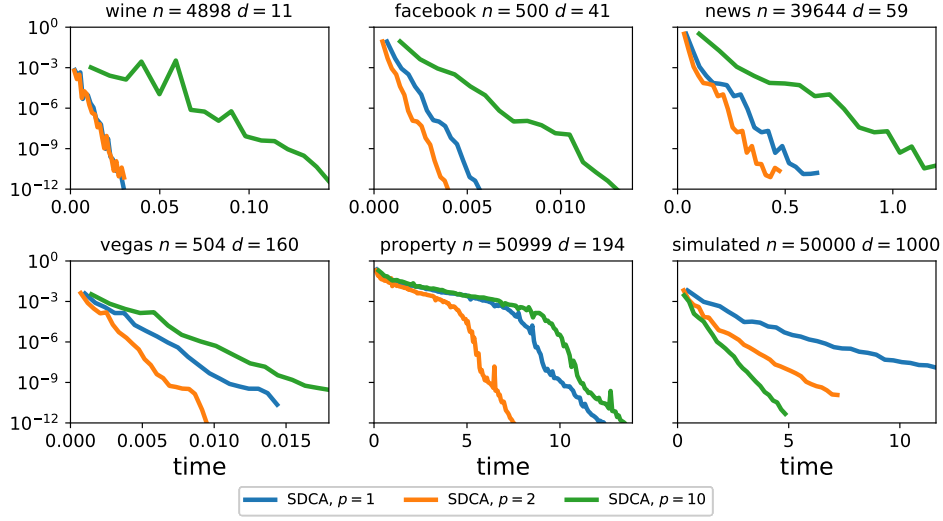 wine n = 4898 d = 11
facebook n = 500 d = 41
news n = 39644 d = 59
10^0
10^−3
10^−6
10^−9
10^−12
0.00 0.05 0.10
0.000 0.005 0.010
0.0 0.5 1.0
vegas n = 504 d = 160
property n = 50999 d = 194
simulated n = 50000 d = 1000
10^0
10^−3
10^−6
10^−9
10^−12
0.000 0.005 0.010 0.015
0 5 10
0 5 10
time
time
time
SDCA, p = 1 SDCA, p = 2 SDCA, p = 10